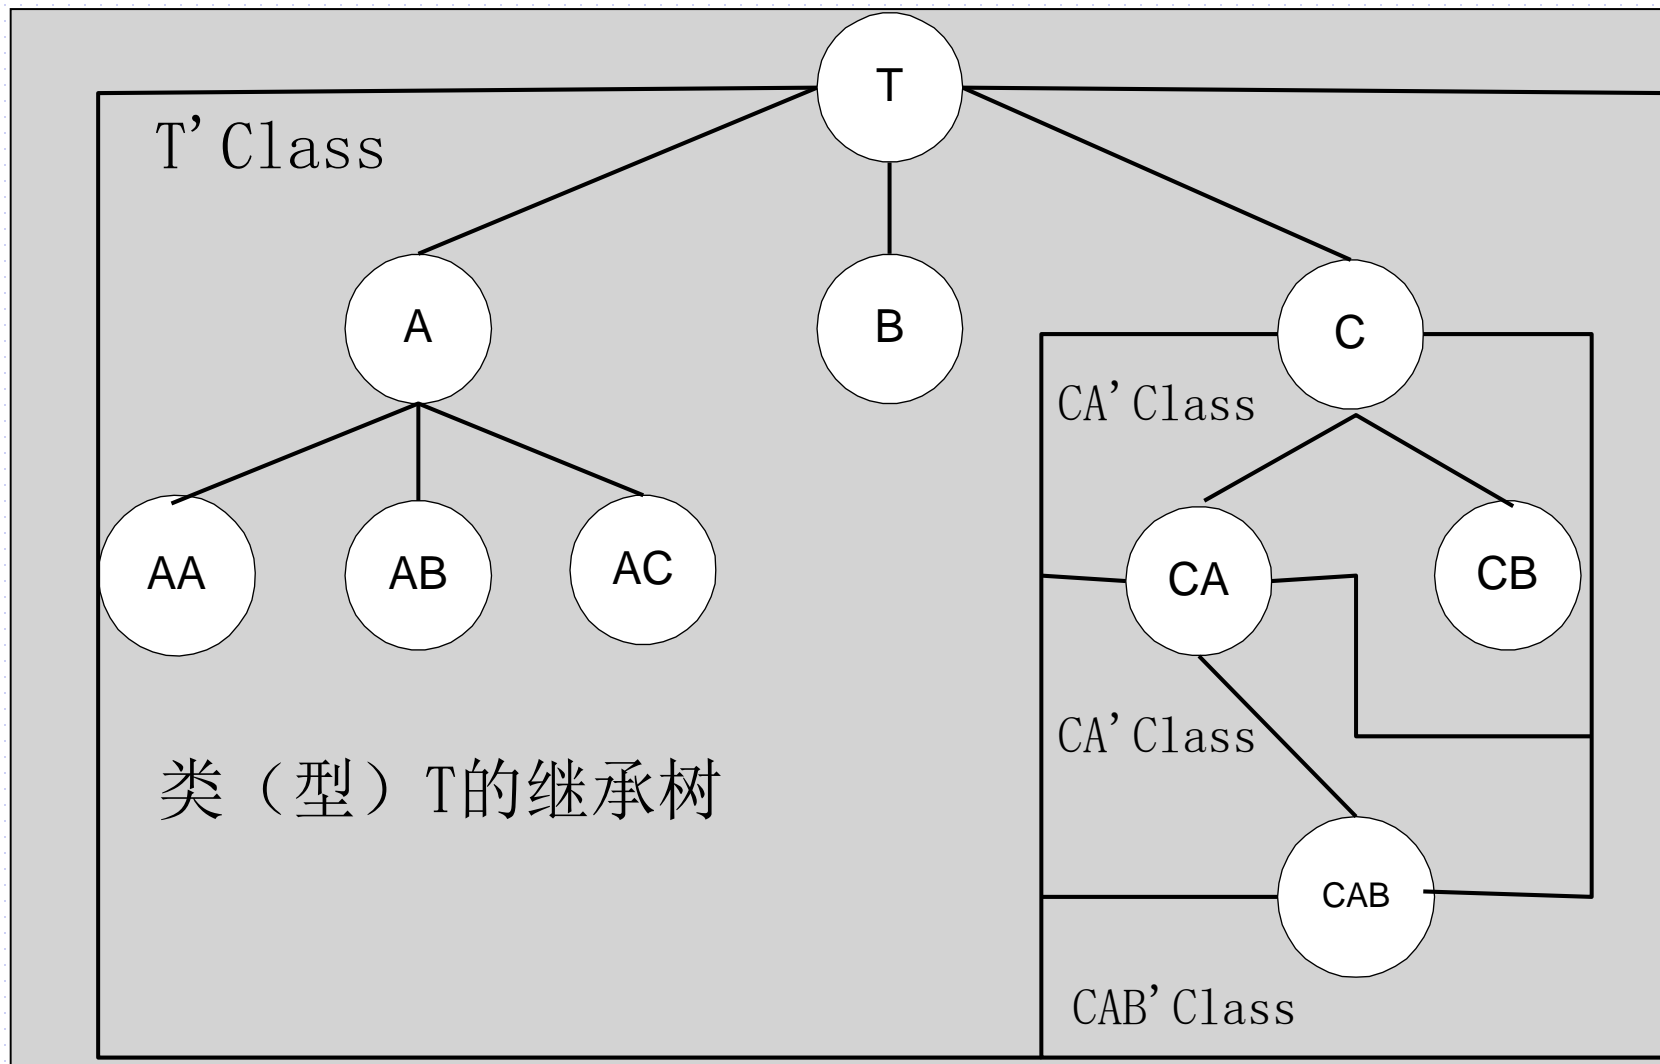 T
T’Class
A
B
C
CA’Class
AA
AB
AC
CA
CB
CA’Class
类（型）T的继承树
CAB
CAB’Class